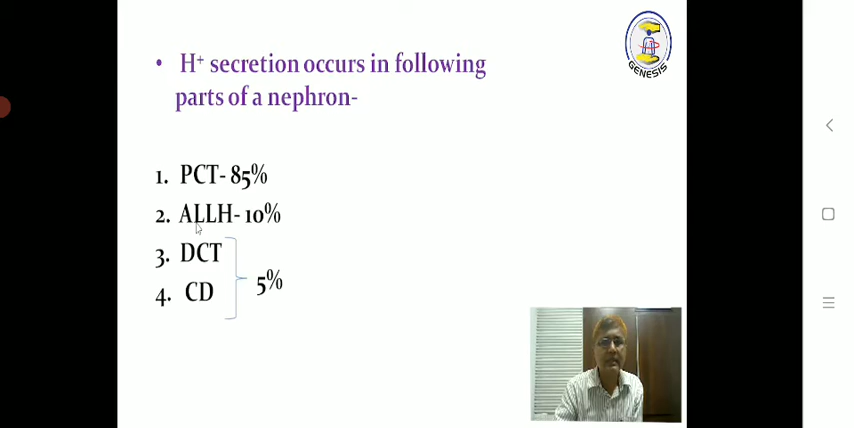 GENESIS
• H⁺ secretion occurs in following
parts of a nephron-
1. PCT- 85%
2. ALLH- 10%
3. DCT
5%
4. CD